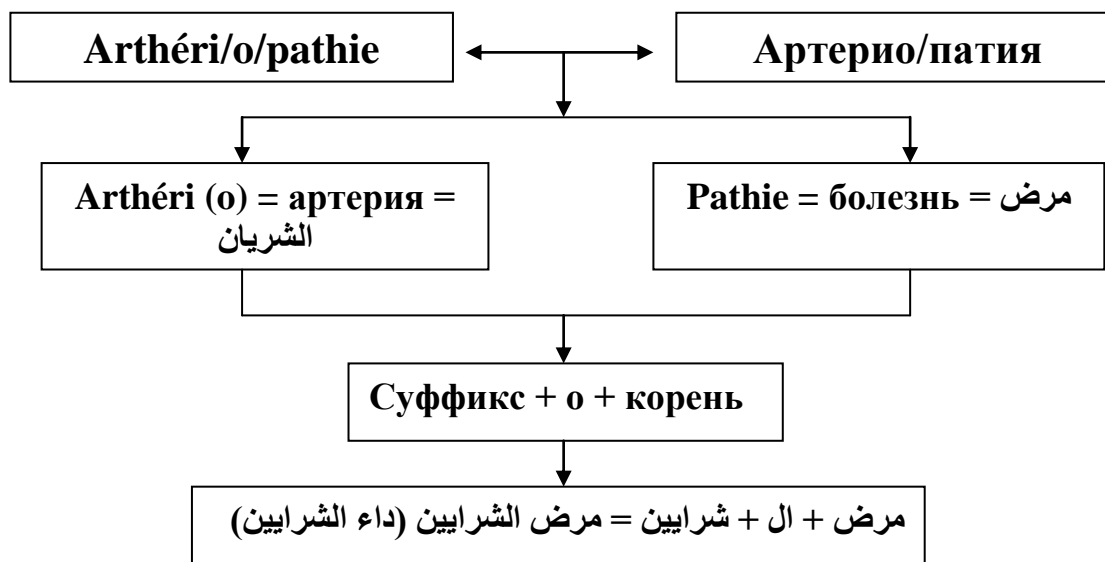 Arthéri/o/pathie
Артерио/патия
Arthéri (o) = артерия =
الشريان
Pathie = болезнь = مرض
Суффикс + о + корень
مرض + ال + شرايين = مرض الشرايين (داء الشرايين)